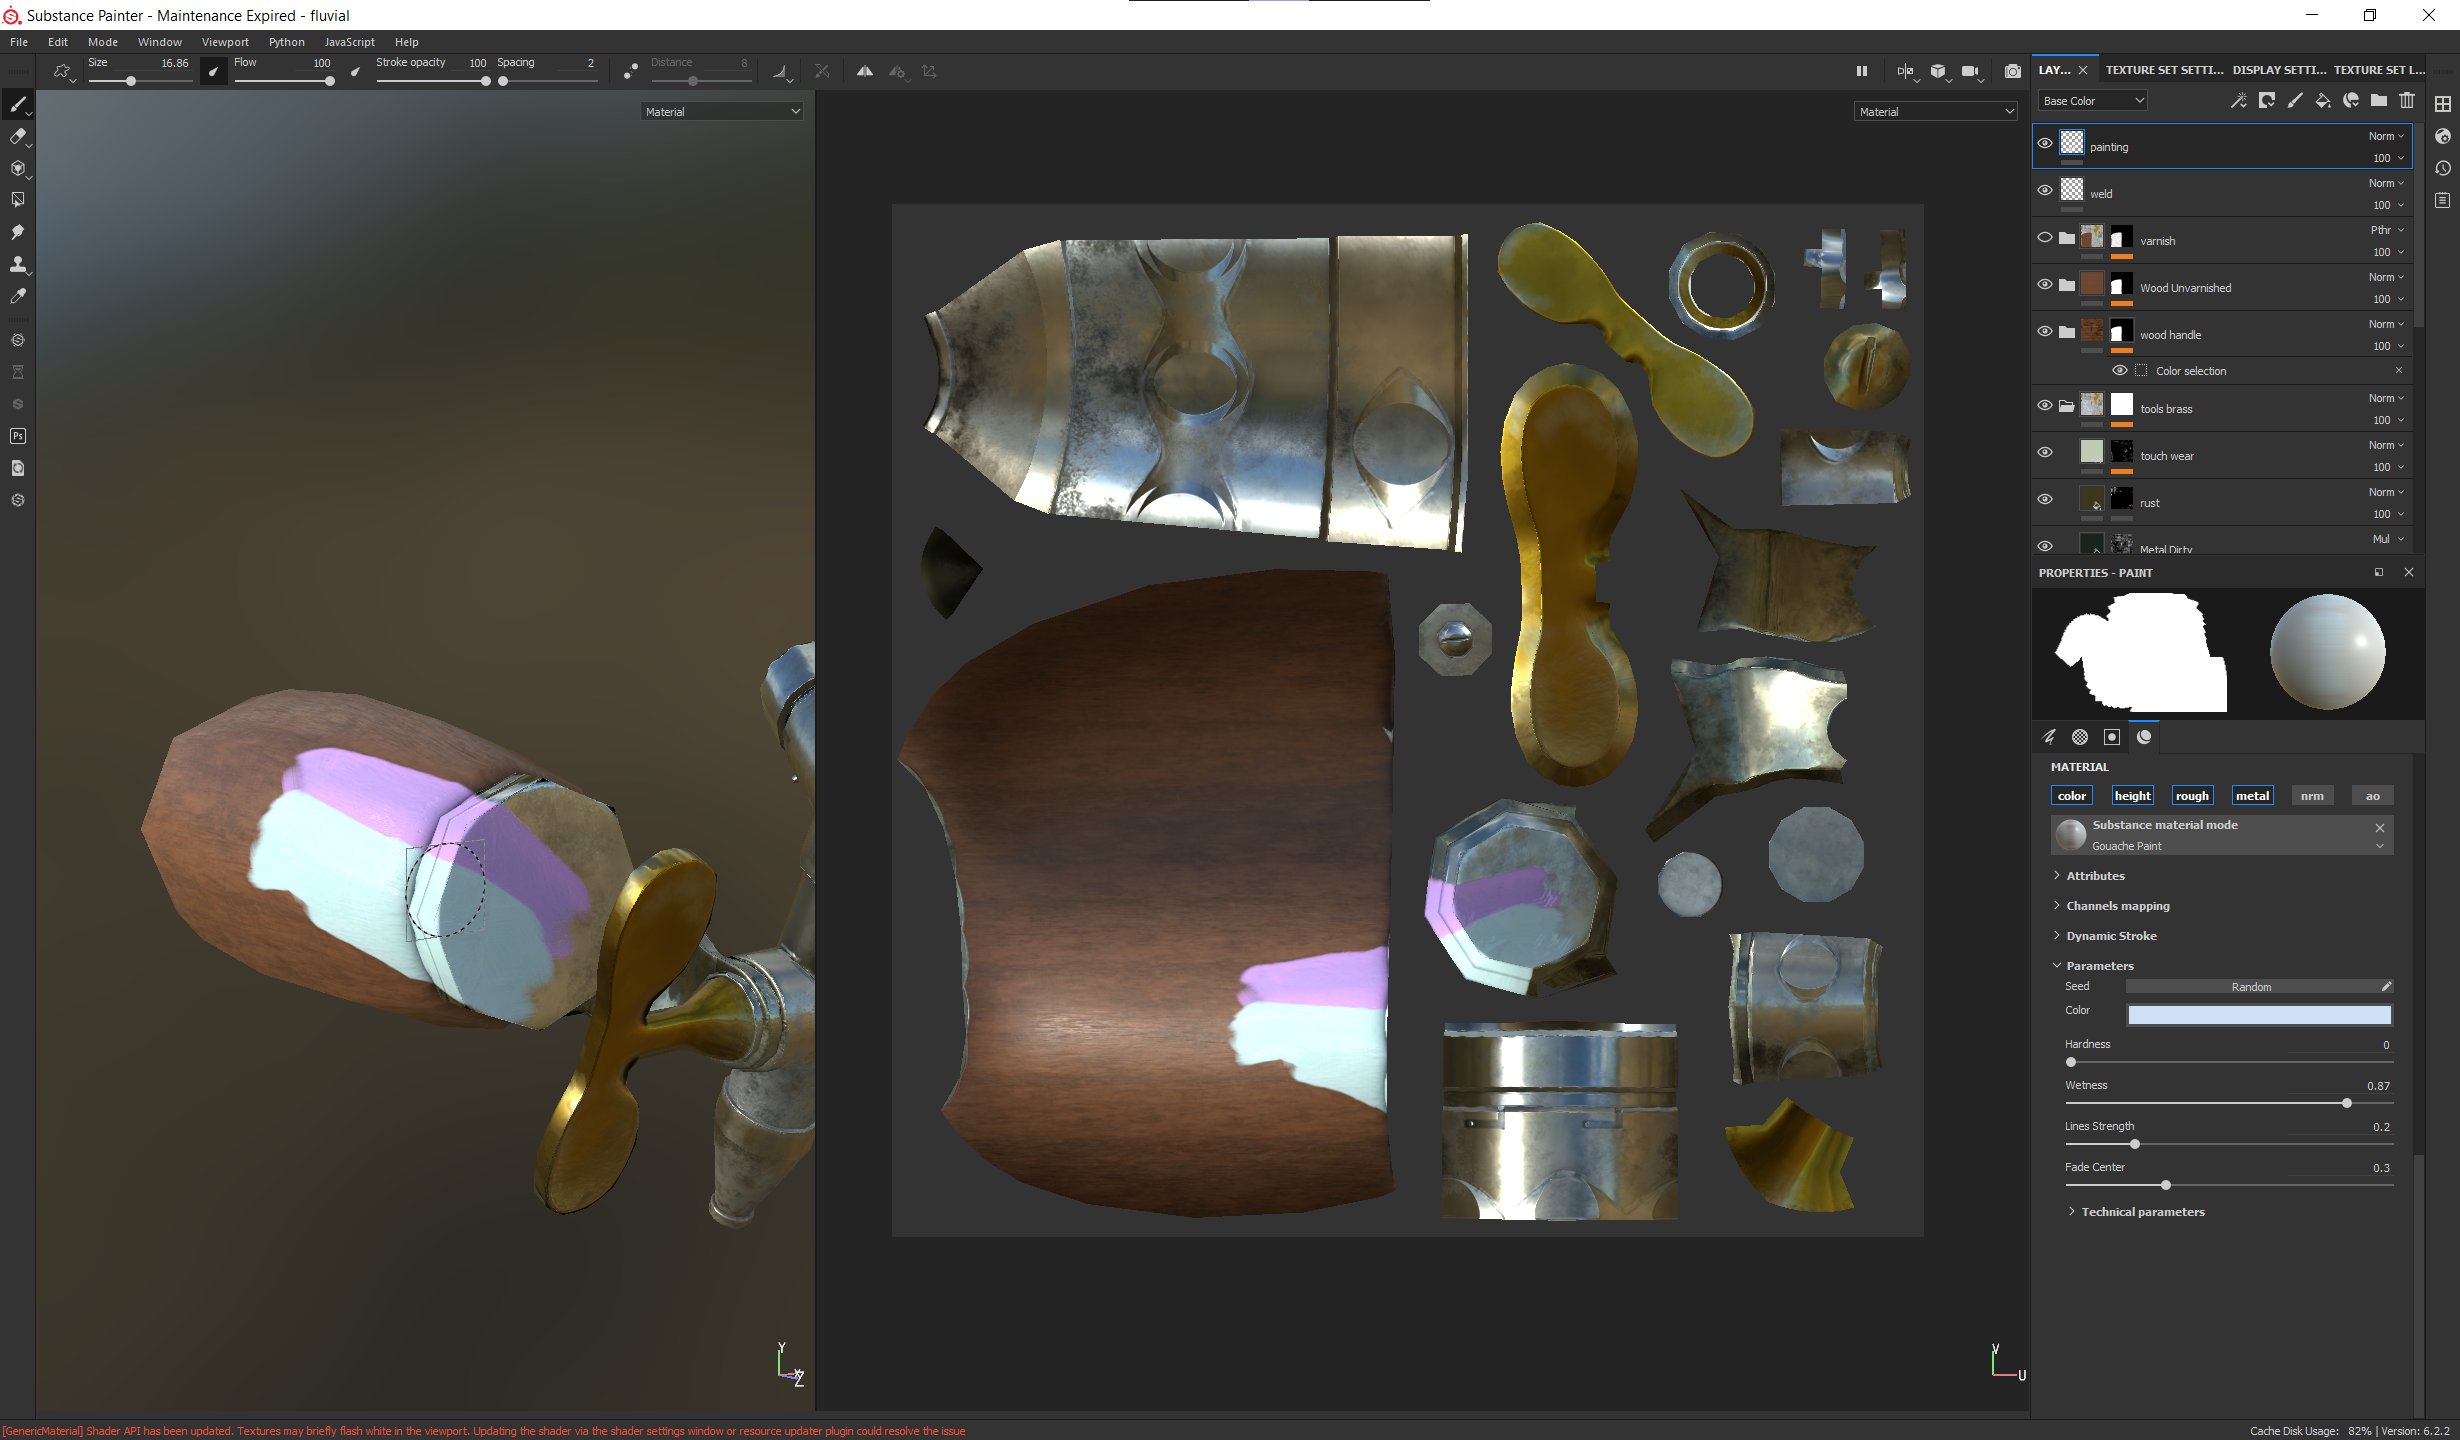 Substance Painter - Maintenance Expired - fluvial
File Edit Mode Window Viewport Python JavaScript Help
Size 16.86 Flow 100 Stroke opacity 100 Spacing 2 Distance 8
LAY... TEXTURE SET SETTI... DISPLAY SETTI... TEXTURE SET L...
Material
Material
Base Color
painting Norm 100
weld Norm 100
varnish Pthr 100
Wood Unvarnished Norm 100
wood handle Norm 100
Color selection
tools brass Norm 100
touch wear Norm 100
rust Norm 100
Metal Dirty Mul
PROPERTIES - PAINT
MATERIAL
color height rough metal nrm ao
Substance material mode
Gouache Paint
Attributes
Channels mapping
Dynamic Stroke
Parameters
Seed Random
Color
Hardness 0
Wetness 0.87
Lines Strength 0.2
Fade Center 0.3
Technical parameters
Ps
Y
X
Z
V
U
[GenericMaterial] Shader API has been updated. Textures may briefly flash white in the viewport. Updating the shader via the shader settings window or resource updater plugin could resolve the issue
Cache Disk Usage: 82% | Version: 6.2.2